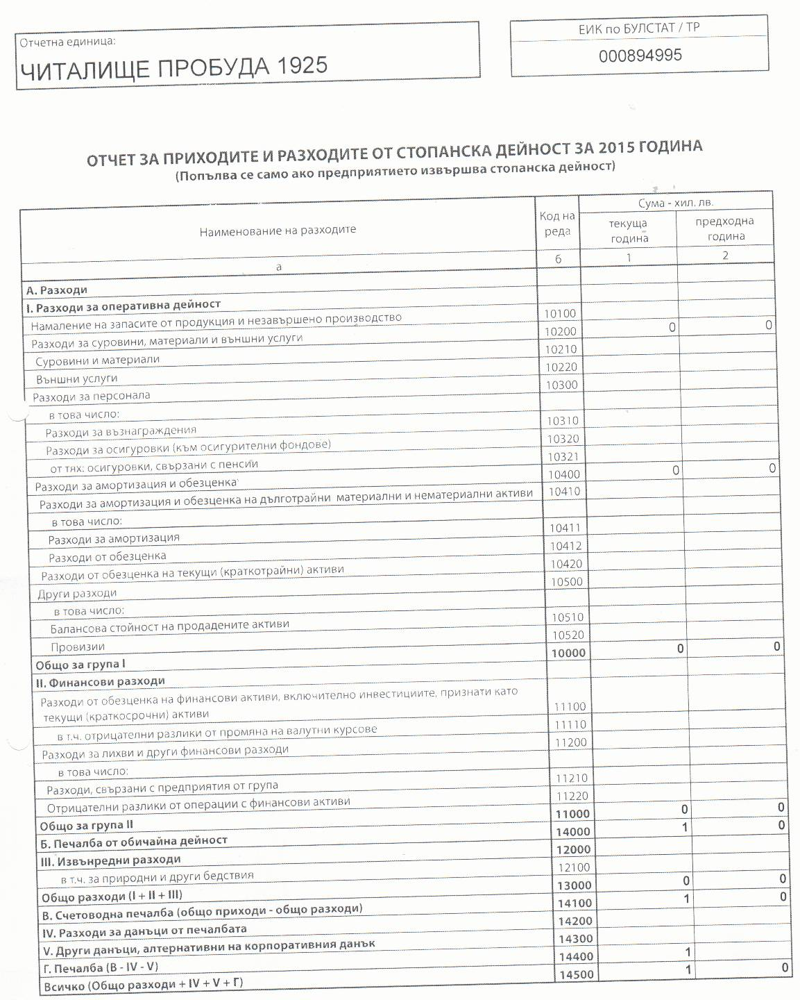 Отчетна единица:
ЧИТАЛИЩЕ ПРОБУДА 1925
ЕИК по БУЛСТАТ / ТР
000894995
ОТЧЕТ ЗА ПРИХОДИТЕ И РАЗХОДИТЕ ОТ СТОПАНСКА ДЕЙНОСТ ЗА 2015 ГОДИНА
(Попълва се само ако предприятието извършва стопанска дейност)
Наименование на разходите
Код на реда
Сума - хил. лв.
текуща година
предходна година
а б 1 2
А. Разходи
I. Разходи за оперативна дейност
Намаление на запасите от продукция и незавършено производство 10100
Разходи за суровини, материали и външни услуги 10200 0 0
Суровини и материали 10210
Външни услуги 10220
Разходи за персонала 10300
в това число:
Разходи за възнаграждения 10310
Разходи за осигуровки (към осигурителни фондове) 10320
от тях: осигуровки, свързани с пенсии 10321
Разходи за амортизация и обезценка 10400 0 0
Разходи за амортизация и обезценка на дълготрайни материални и нематериални активи 10410
в това число:
Разходи за амортизация 10411
Разходи от обезценка 10412
Разходи от обезценка на текущи (краткотрайни) активи 10420
Други разходи 10500
в това число:
Балансова стойност на продадените активи 10510
Провизии 10520
Общо за група I 10000 0 0
II. Финансови разходи
Разходи от обезценка на финансови активи, включително инвестициите, признати като
текущи (краткосрочни) активи 11100
в т.ч. отрицателни разлики от промяна на валутни курсове 11110
Разходи за лихви и други финансови разходи 11200
в това число:
Разходи, свързани с предприятия от група 11210
Отрицателни разлики от операции с финансови активи 11220
Общо за група II 11000 0 0
Б. Печалба от обичайна дейност 14000 1 0
III. Извънредни разходи 12000
в т.ч. за природни и други бедствия 12100
Общо разходи (I + II + III) 13000 0 0
В. Счетоводна печалба (общо приходи - общо разходи) 14100 1 0
IV. Разходи за данъци от печалбата 14200
V. Други данъци, алтернативни на корпоративния данък 14300
Г. Печалба (В - IV - V) 14400 1
Всичко (Общо разходи + IV + V + Г) 14500 1 0